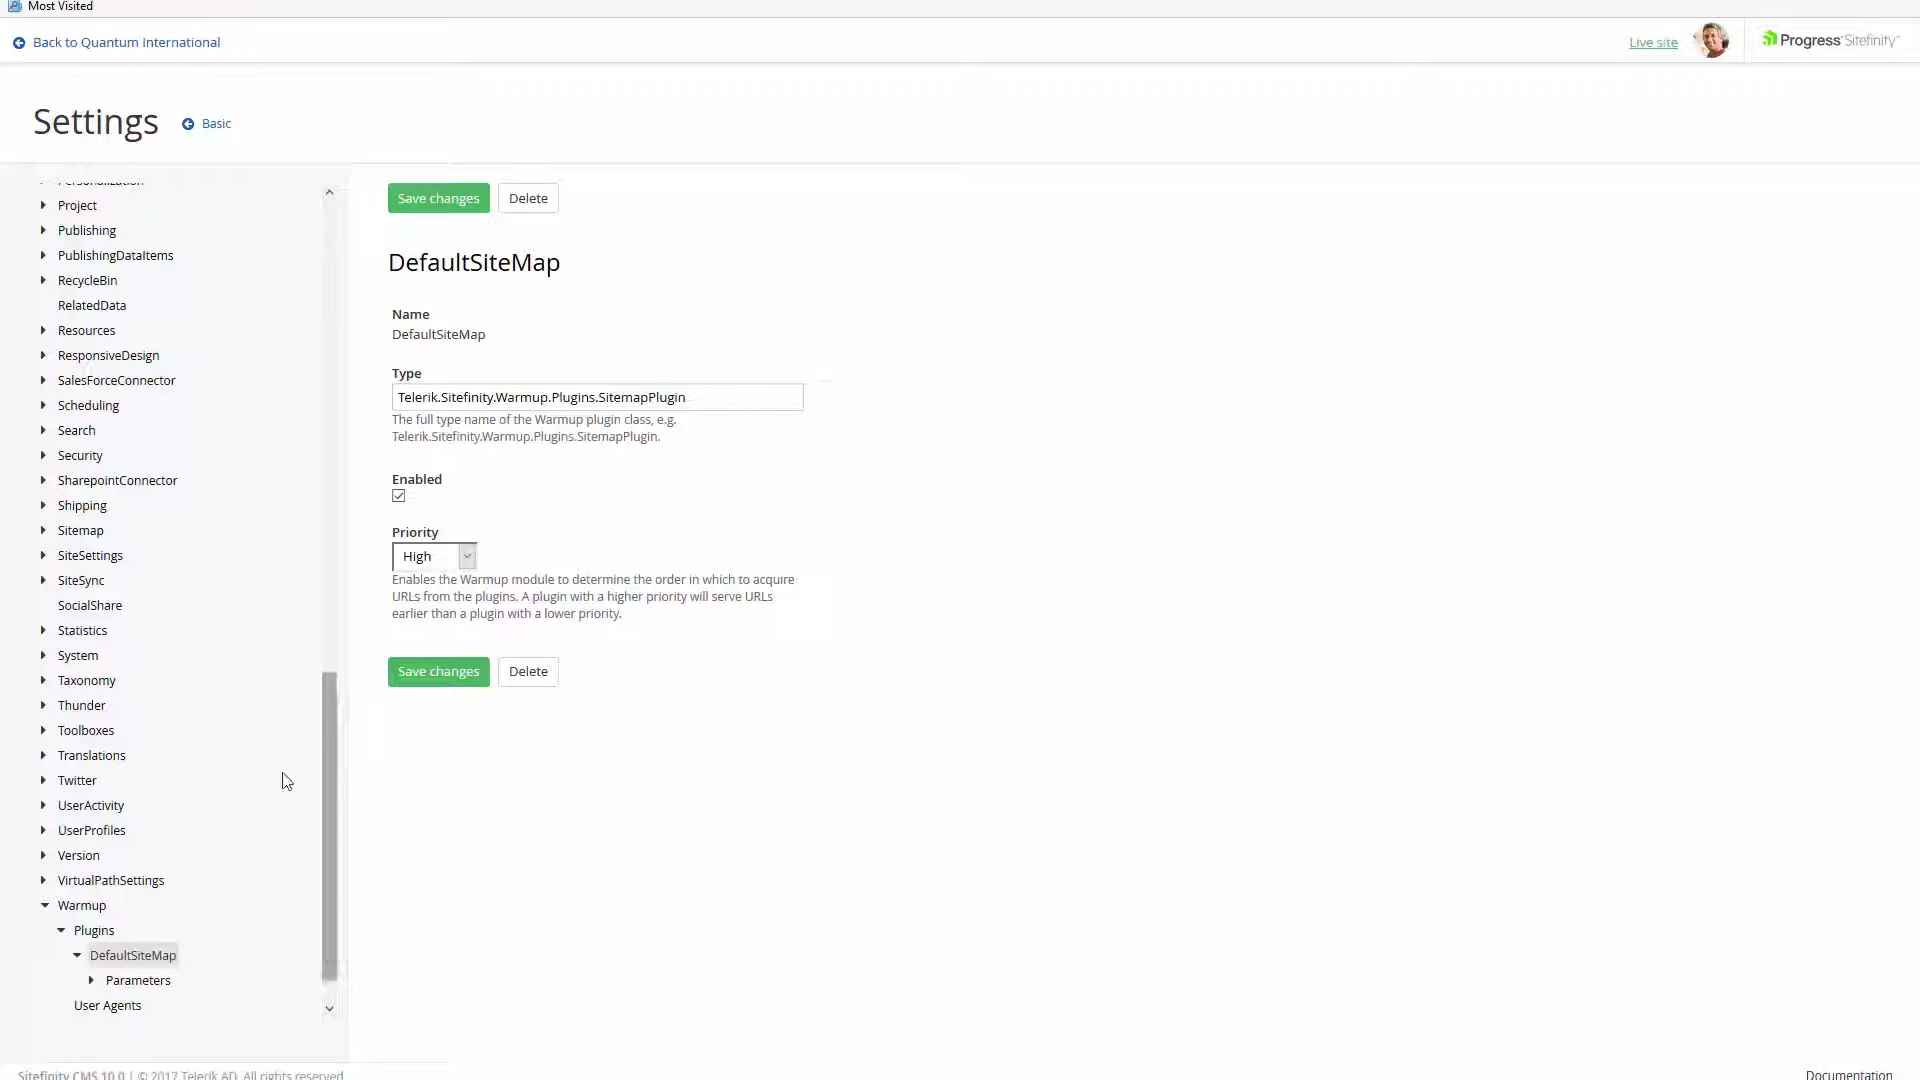 Most Visited
Back to Quantum International
Live site
Progress Sitefinity
Settings
Basic
Personalization
Project
Publishing
PublishingDataItems
RecycleBin
RelatedData
Resources
ResponsiveDesign
SalesForceConnector
Scheduling
Search
Security
SharepointConnector
Shipping
Sitemap
SiteSettings
SiteSync
SocialShare
Statistics
System
Taxonomy
Thunder
Toolboxes
Translations
Twitter
UserActivity
UserProfiles
Version
VirtualPathSettings
Warmup
Plugins
DefaultSiteMap
Parameters
User Agents
Save changes
Delete
DefaultSiteMap
Name
DefaultSiteMap
Type
Telerik.Sitefinity.Warmup.Plugins.SitemapPlugin
The full type name of the Warmup plugin class, e.g.
Telerik.Sitefinity.Warmup.Plugins.SitemapPlugin.
Enabled
Priority
High
Enables the Warmup module to determine the order in which to acquire
URLs from the plugins. A plugin with a higher priority will serve URLs
earlier than a plugin with a lower priority.
Save changes
Delete
Sitefinity CMS 10.0 | © 2017 Telerik AD. All rights reserved
Documentation